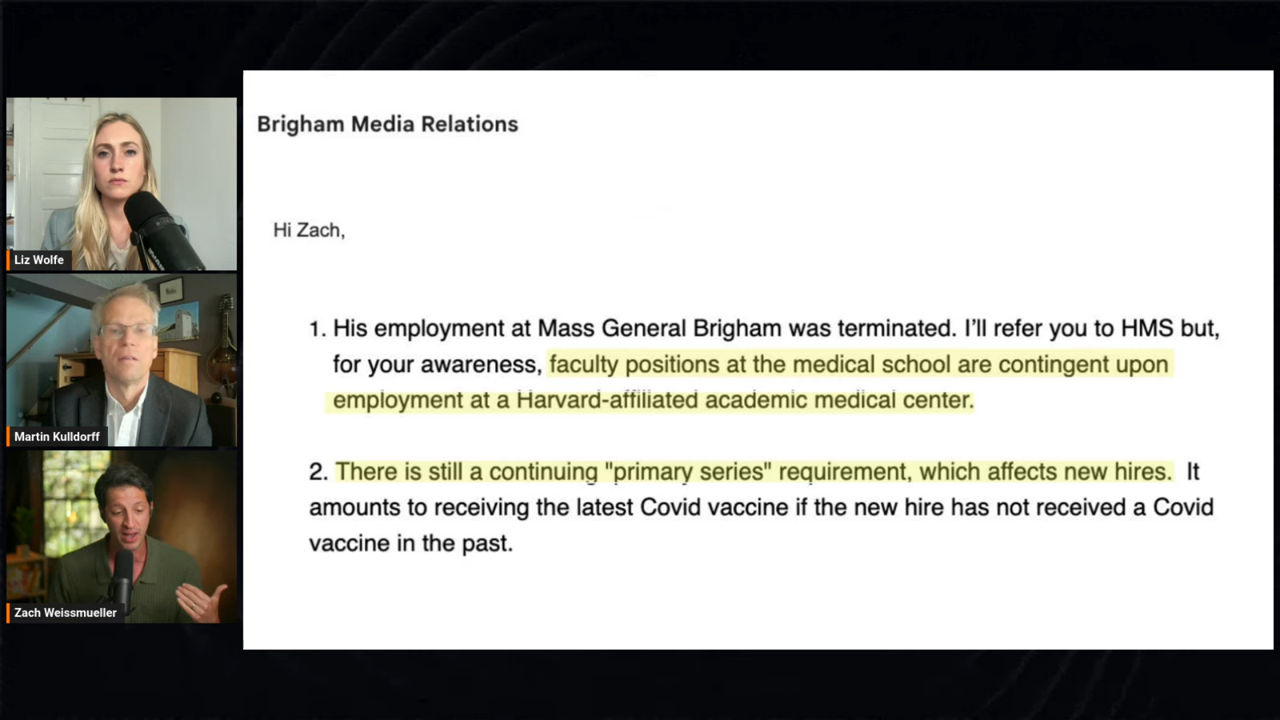 Brigham Media Relations
Hi Zach,
1. His employment at Mass General Brigham was terminated. I'll refer you to HMS but,
for your awareness, faculty positions at the medical school are contingent upon
employment at a Harvard-affiliated academic medical center.
2. There is still a continuing "primary series" requirement, which affects new hires. It
amounts to receiving the latest Covid vaccine if the new hire has not received a Covid
vaccine in the past.
Liz Wolfe
Martin Kulldorff
Zach Weissmueller